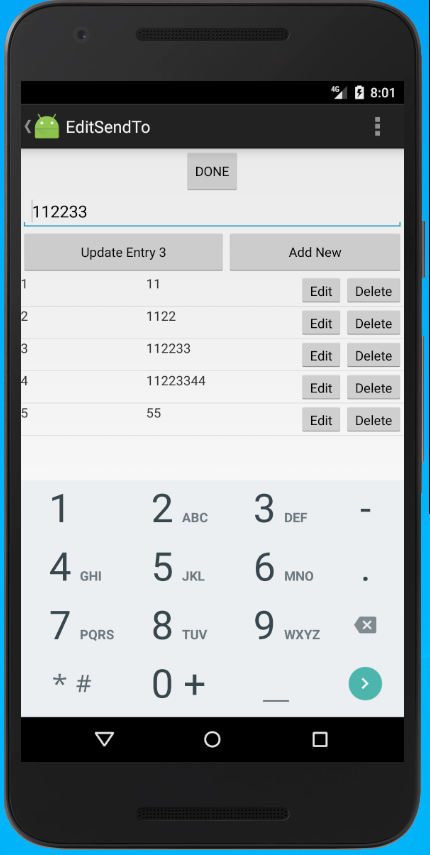 4G 8:01
EditSendTo
DONE
112233
Update Entry 3 Add New
1 11 Edit Delete
2 1122 Edit Delete
3 112233 Edit Delete
4 11223344 Edit Delete
5 55 Edit Delete
1 2 ABC 3 DEF -
4 GHI 5 JKL 6 MNO .
7 PQRS 8 TUV 9 WXYZ
* # 0 + _